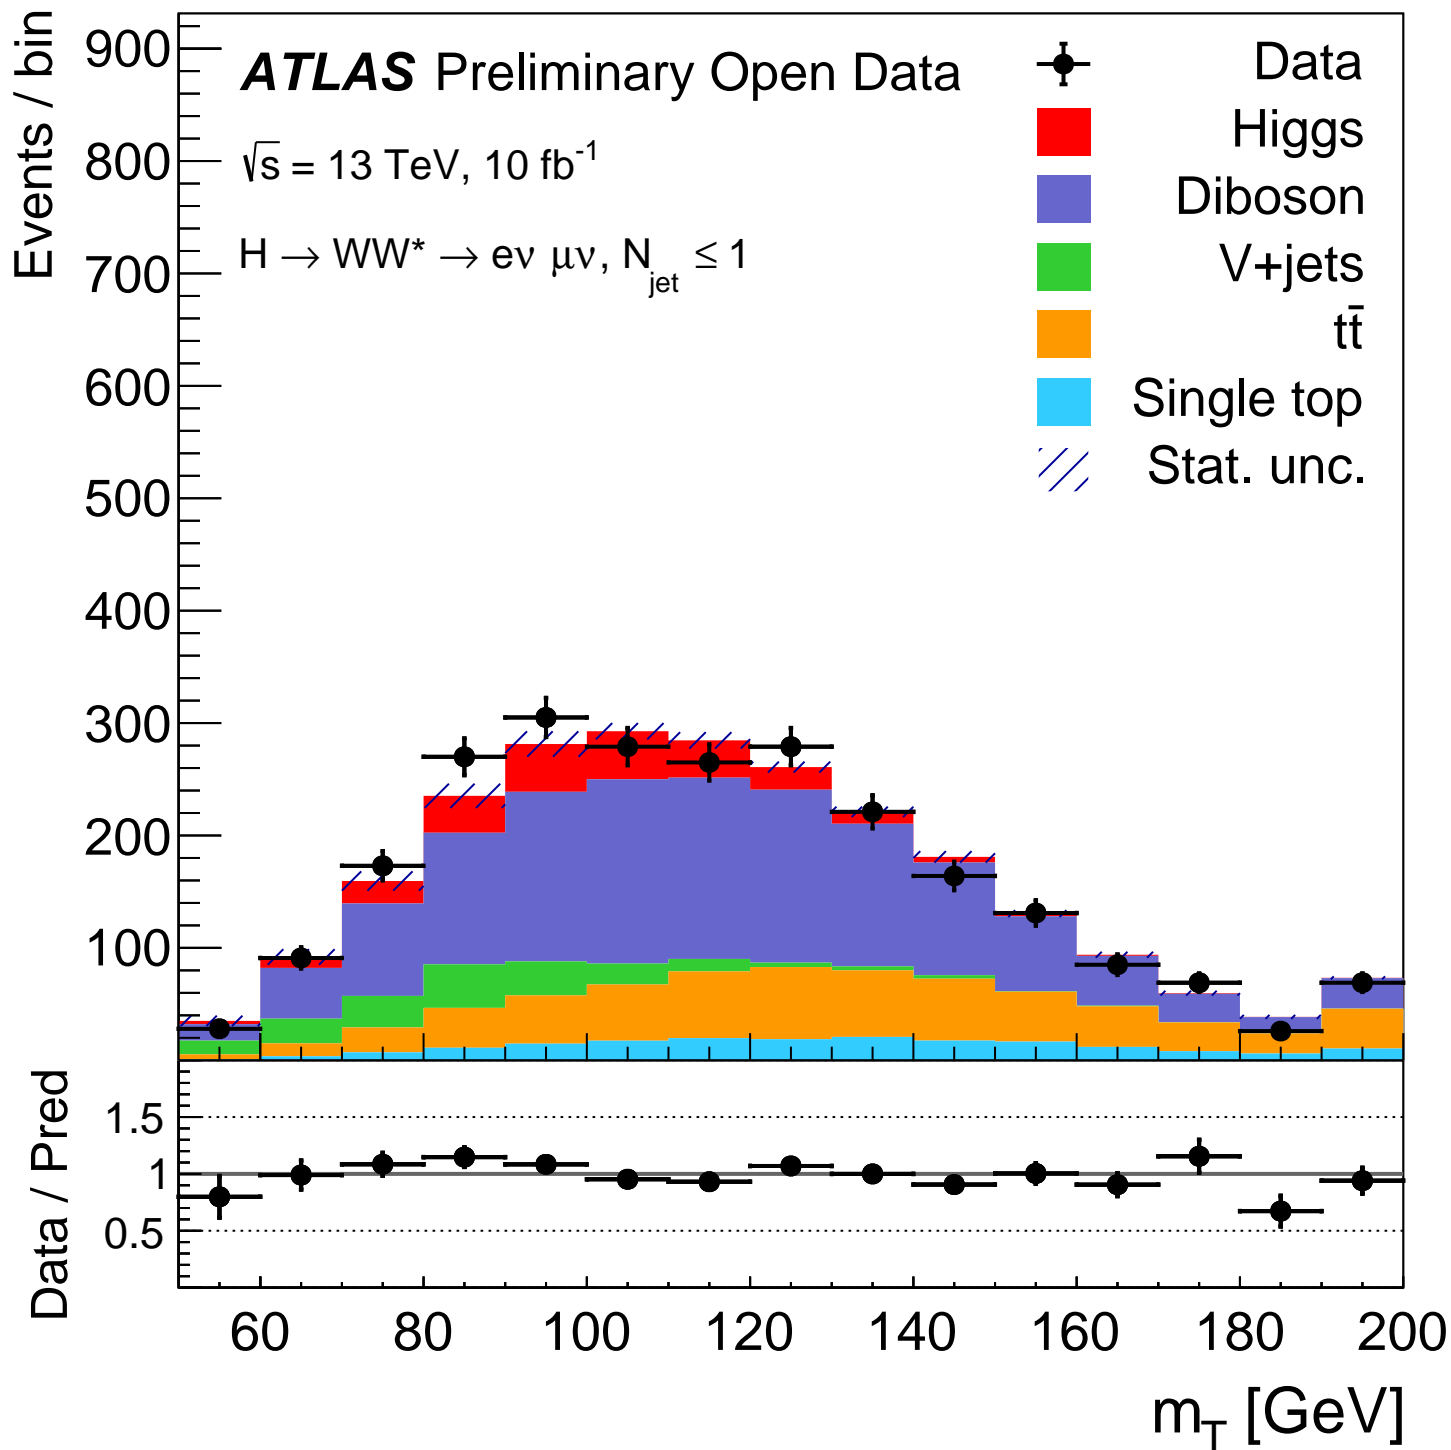 ATLAS Preliminary Open Data
√s = 13 TeV, 10 fb⁻¹
H → WW* → eν μν, N_jet ≤ 1
Data
Higgs
Diboson
V+jets
tt̄
Single top
Stat. unc.
Events / bin
900
800
700
600
500
400
300
200
100
Data / Pred
1.5
1
0.5
60 80 100 120 140 160 180 200
m_T [GeV]